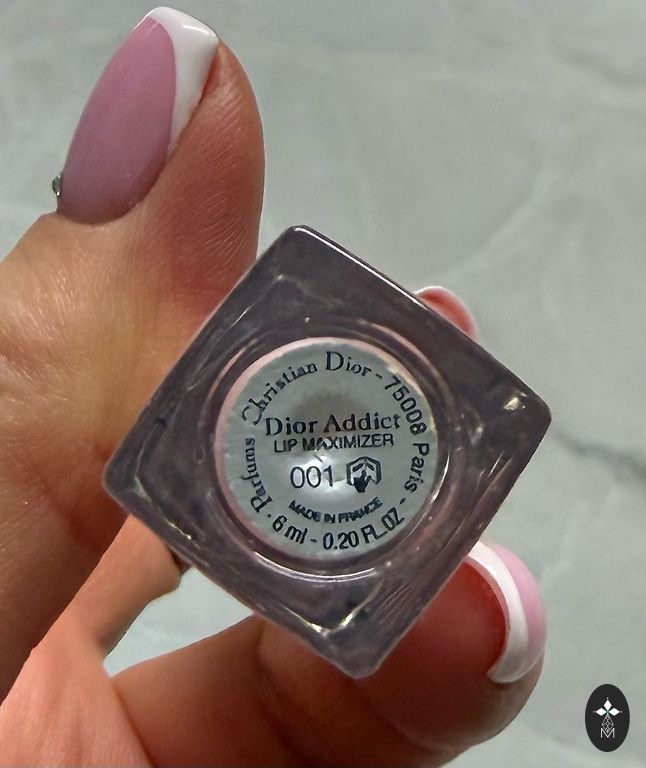 Parfums Christian Dior - 75008 Paris -
Dior Addict
LIP MAXIMIZER
001
MADE IN FRANCE
6 ml - 0.20 FL.OZ
M